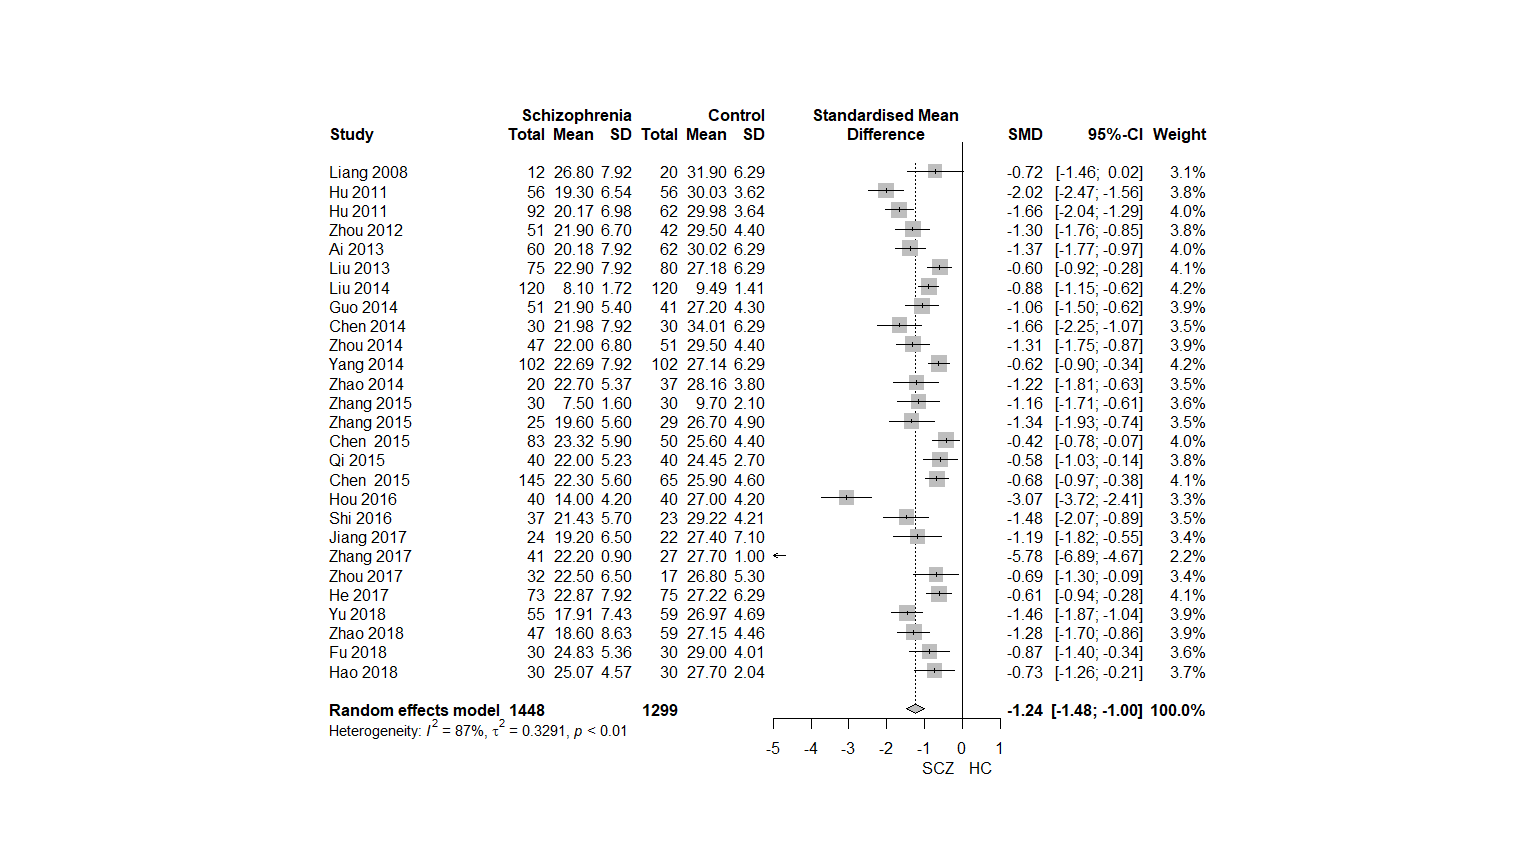 Schizophrenia Control Standardised Mean
Study Total Mean SD Total Mean SD Difference SMD 95%-CI Weight
Liang 2008 12 26.80 7.92 20 31.90 6.29 -0.72 [-1.46; 0.02] 3.1%
Hu 2011 56 19.30 6.54 56 30.03 3.62 -2.02 [-2.47; -1.56] 3.8%
Hu 2011 92 20.17 6.98 62 29.98 3.64 -1.66 [-2.04; -1.29] 4.0%
Zhou 2012 51 21.90 6.70 42 29.50 4.40 -1.30 [-1.76; -0.85] 3.8%
Ai 2013 60 20.18 7.92 62 30.02 6.29 -1.37 [-1.77; -0.97] 4.0%
Liu 2013 75 22.90 7.92 80 27.18 6.29 -0.60 [-0.92; -0.28] 4.1%
Liu 2014 120 8.10 1.72 120 9.49 1.41 -0.88 [-1.15; -0.62] 4.2%
Guo 2014 51 21.90 5.40 41 27.20 4.30 -1.06 [-1.50; -0.62] 3.9%
Chen 2014 30 21.98 7.92 30 34.01 6.29 -1.66 [-2.25; -1.07] 3.5%
Zhou 2014 47 22.00 6.80 51 29.50 4.40 -1.31 [-1.75; -0.87] 3.9%
Yang 2014 102 22.69 7.92 102 27.14 6.29 -0.62 [-0.90; -0.34] 4.2%
Zhao 2014 20 22.70 5.37 37 28.16 3.80 -1.22 [-1.81; -0.63] 3.5%
Zhang 2015 30 7.50 1.60 30 9.70 2.10 -1.16 [-1.71; -0.61] 3.6%
Zhang 2015 25 19.60 5.60 29 26.70 4.90 -1.34 [-1.93; -0.74] 3.5%
Chen 2015 83 23.32 5.90 50 25.60 4.40 -0.42 [-0.78; -0.07] 4.0%
Qi 2015 40 22.00 5.23 40 24.45 2.70 -0.58 [-1.03; -0.14] 3.8%
Chen 2015 145 22.30 5.60 65 25.90 4.60 -0.68 [-0.97; -0.38] 4.1%
Hou 2016 40 14.00 4.20 40 27.00 4.20 -3.07 [-3.72; -2.41] 3.3%
Shi 2016 37 21.43 5.70 23 29.22 4.21 -1.48 [-2.07; -0.89] 3.5%
Jiang 2017 24 19.20 6.50 22 27.40 7.10 -1.19 [-1.82; -0.55] 3.4%
Zhang 2017 41 22.20 0.90 27 27.70 1.00 -5.78 [-6.89; -4.67] 2.2%
Zhou 2017 32 22.50 6.50 17 26.80 5.30 -0.69 [-1.30; -0.09] 3.4%
He 2017 73 22.87 7.92 75 27.22 6.29 -0.61 [-0.94; -0.28] 4.1%
Yu 2018 55 17.91 7.43 59 26.97 4.69 -1.46 [-1.87; -1.04] 3.9%
Zhao 2018 47 18.60 8.63 59 27.15 4.46 -1.28 [-1.70; -0.86] 3.9%
Fu 2018 30 24.83 5.36 30 29.00 4.01 -0.87 [-1.40; -0.34] 3.6%
Hao 2018 30 25.07 4.57 30 27.70 2.04 -0.73 [-1.26; -0.21] 3.7%
Random effects model 1448 1299 -1.24 [-1.48; -1.00] 100.0%
Heterogeneity: I² = 87%, τ² = 0.3291, p < 0.01
-5 -4 -3 -2 -1 0 1
SCZ HC